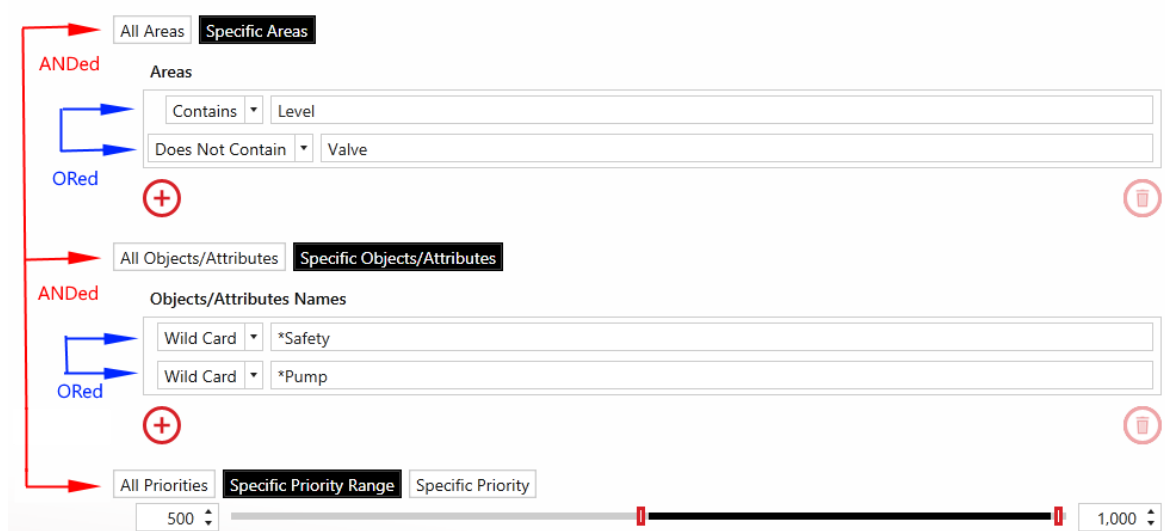 All Areas Specific Areas
ANDed
Areas
Contains Level
Does Not Contain Valve
ORed
All Objects/Attributes Specific Objects/Attributes
ANDed
Objects/Attributes Names
Wild Card *Safety
Wild Card *Pump
ORed
All Priorities Specific Priority Range Specific Priority
500 1,000